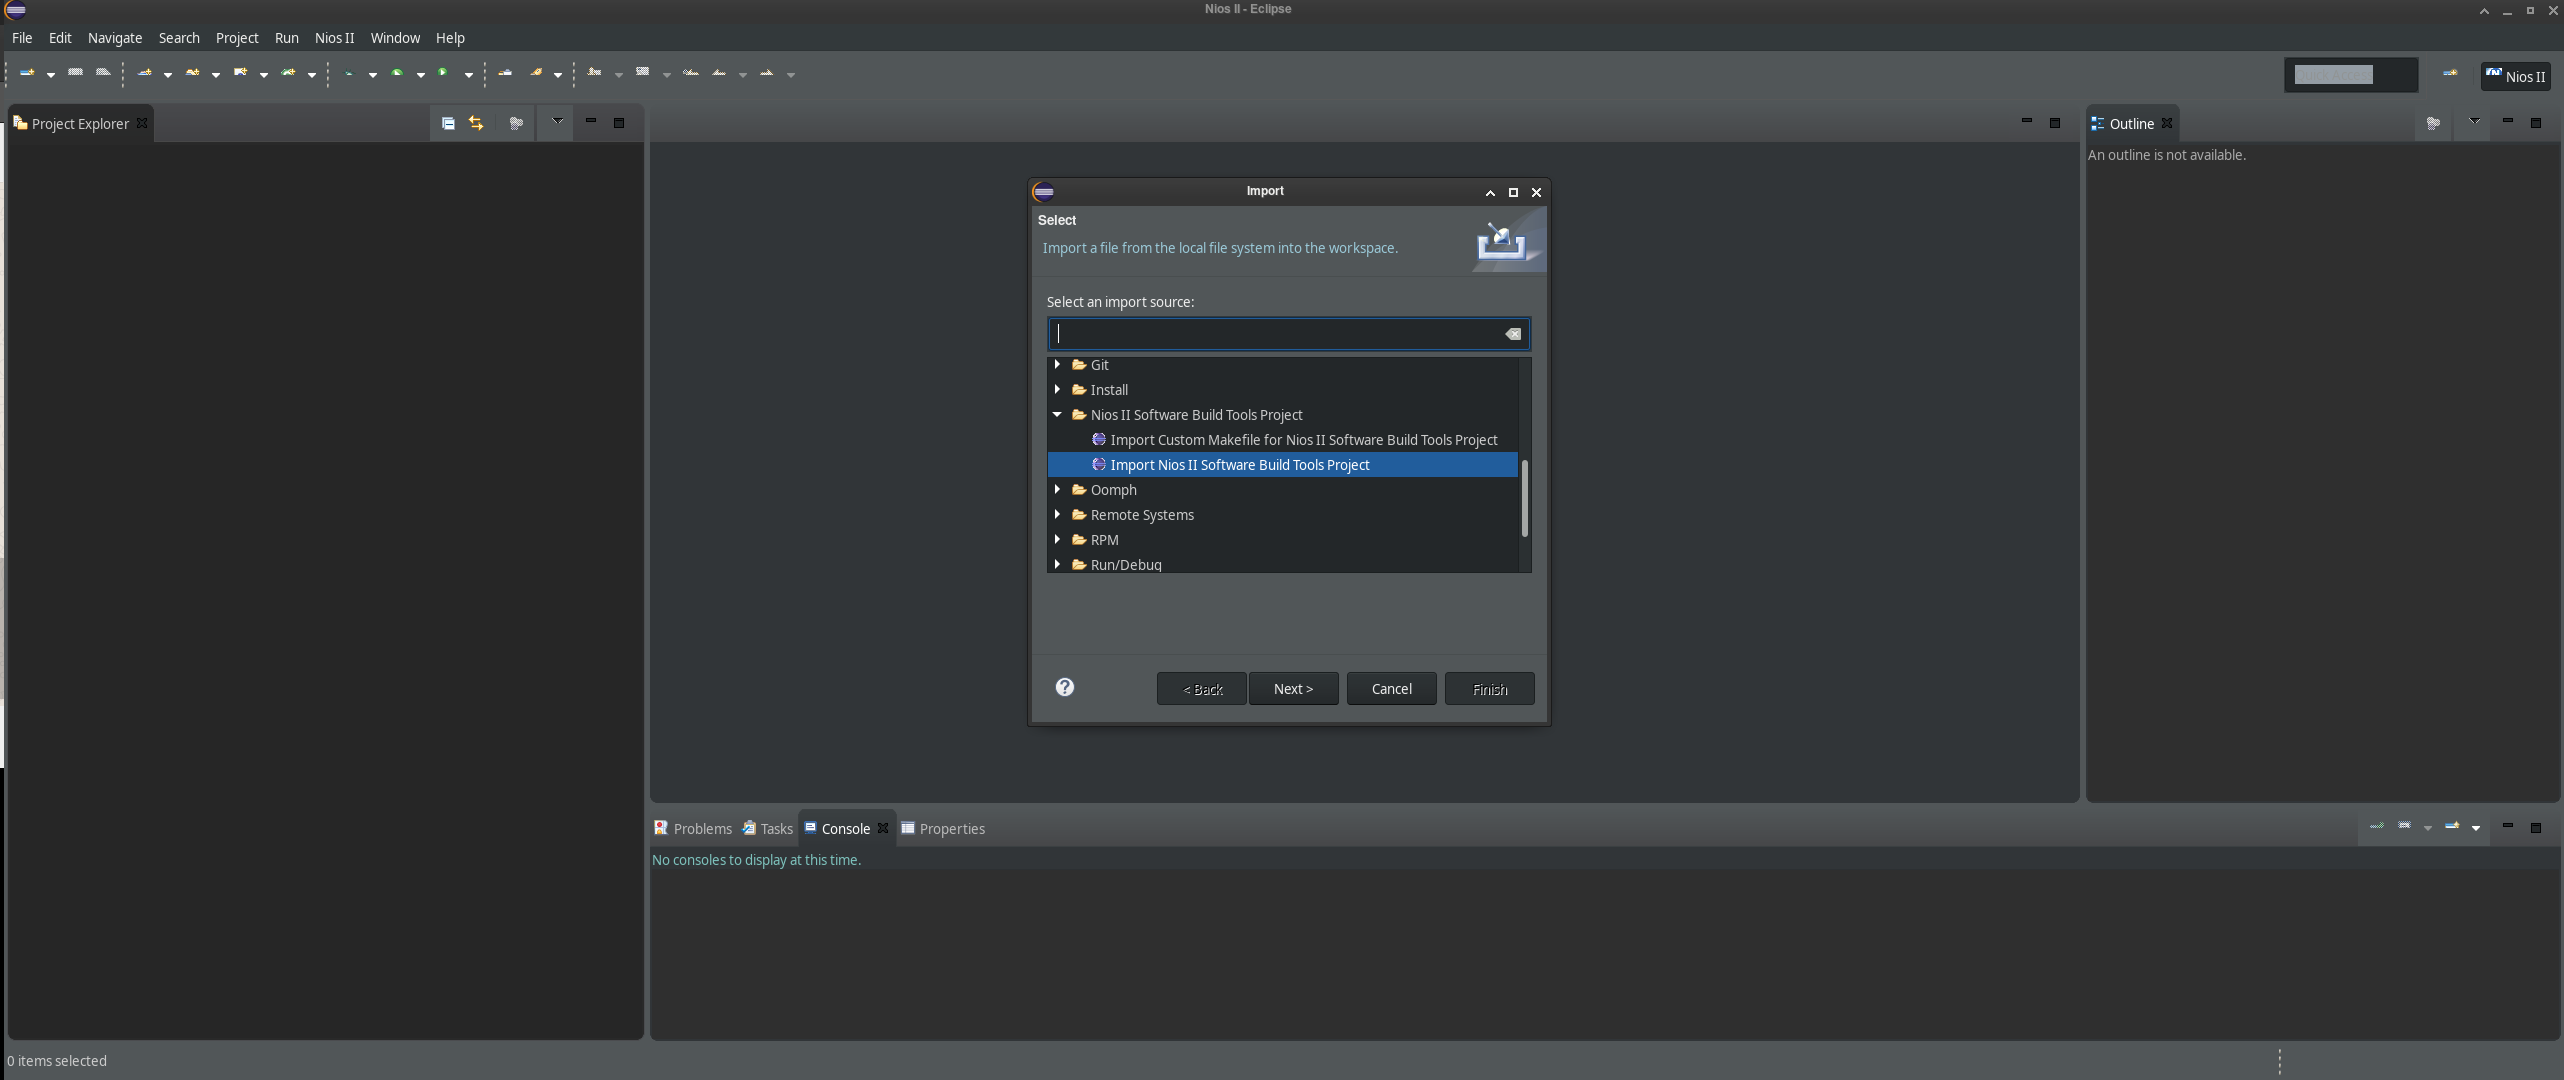 Nios II - Eclipse
File Edit Navigate Search Project Run Nios II Window Help
Nios II
Project Explorer
Outline
An outline is not available.
Import
Select
Import a file from the local file system into the workspace.
Select an import source:
Git
Install
Nios II Software Build Tools Project
Import Custom Makefile for Nios II Software Build Tools Project
Import Nios II Software Build Tools Project
Oomph
Remote Systems
RPM
Run/Debug
< Back Next > Cancel Finish
Problems Tasks Console Properties
No consoles to display at this time.
0 items selected